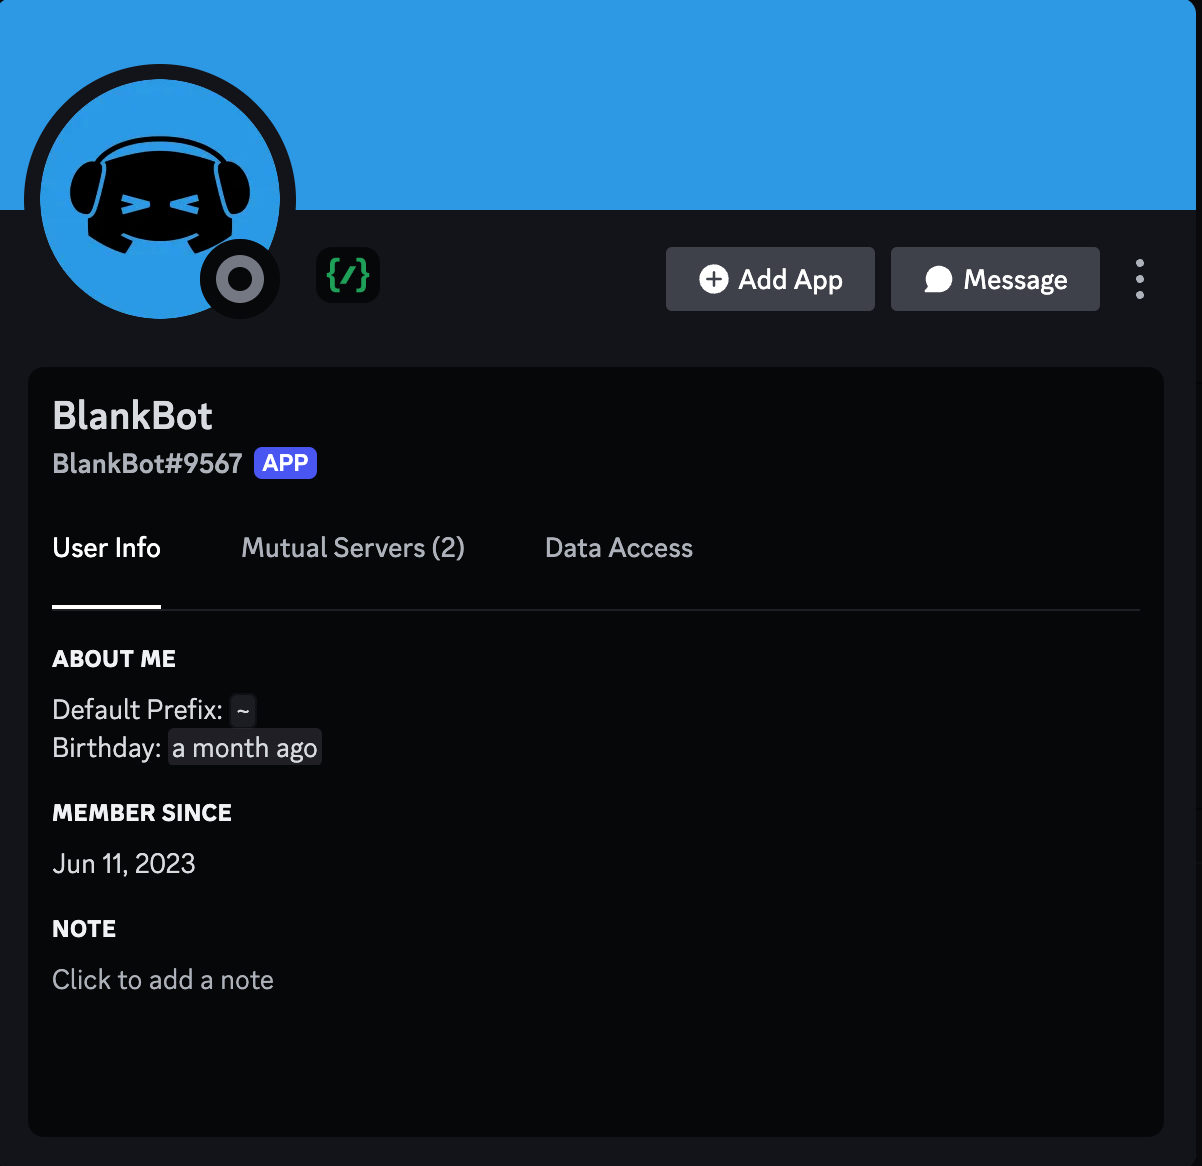 {/}
Add App
Message
BlankBot
BlankBot#9567 APP
User Info
Mutual Servers (2)
Data Access
ABOUT ME
Default Prefix: ~
Birthday: a month ago
MEMBER SINCE
Jun 11, 2023
NOTE
Click to add a note